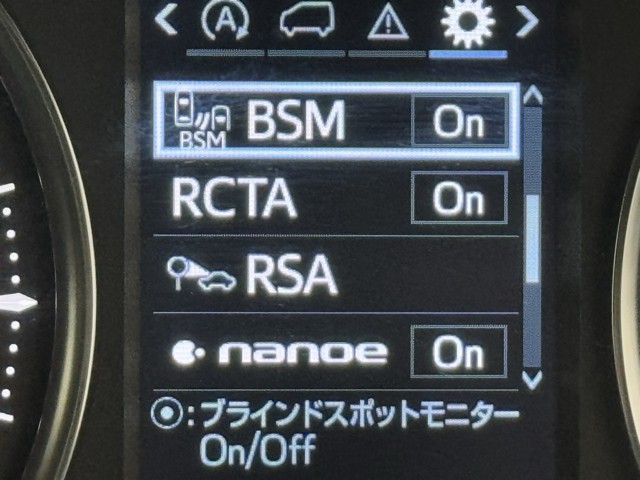 A
BSM BSM On
RCTA On
RSA
nanoe On
:ブラインドスポットモニター
On/Off